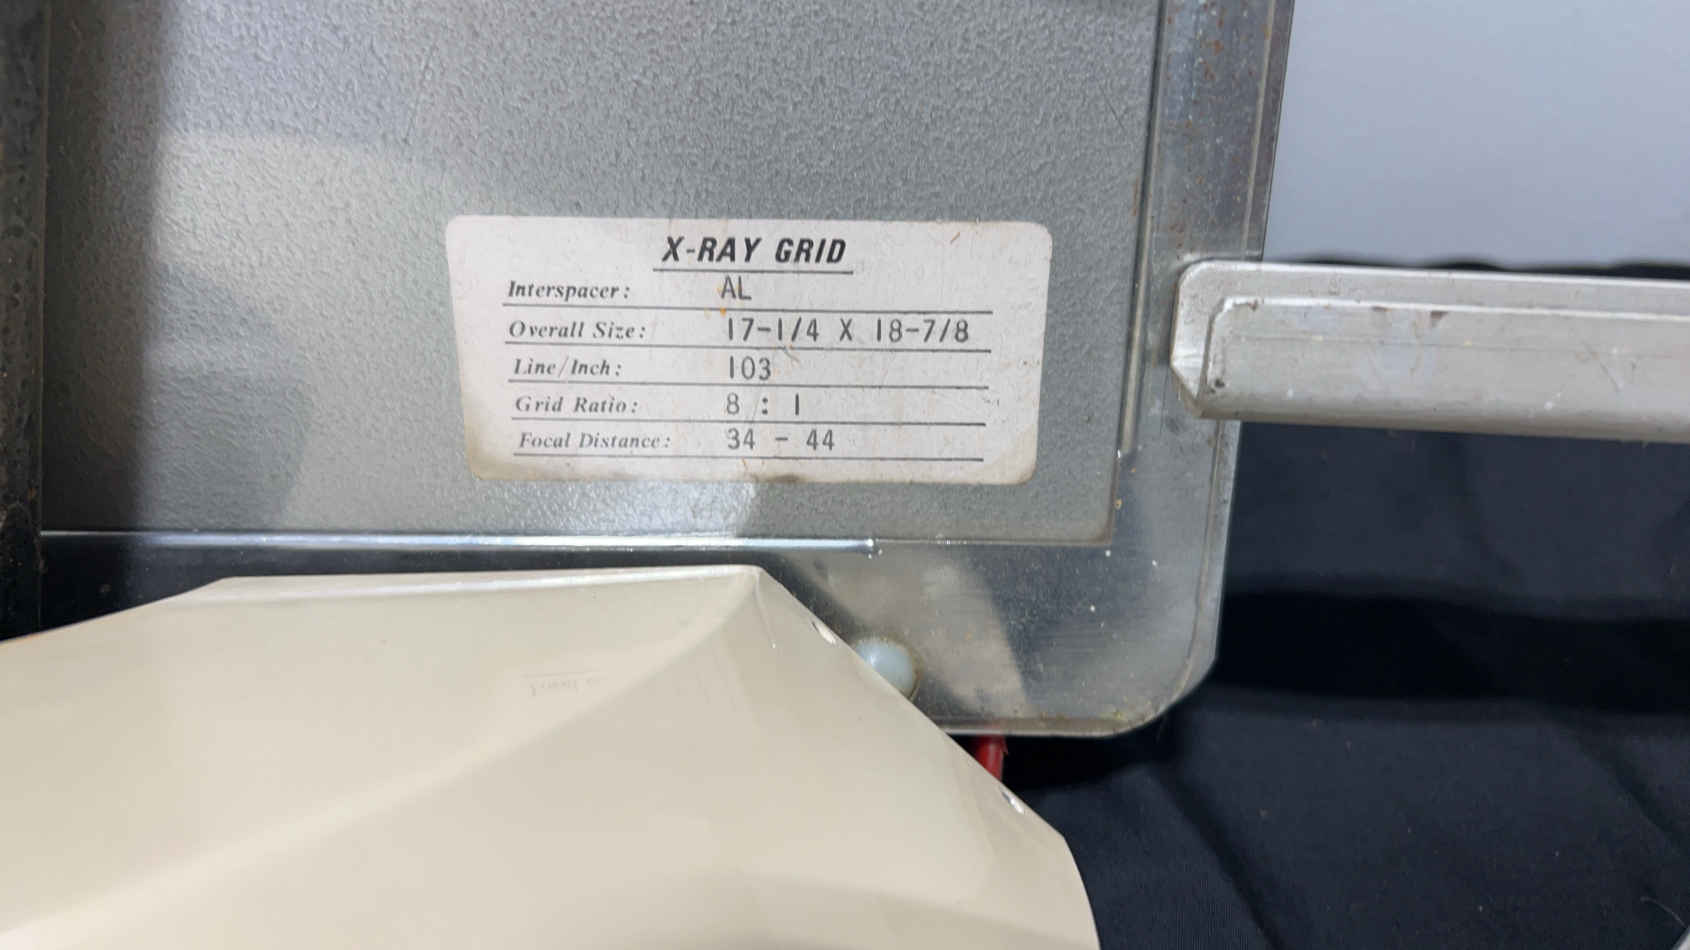 X-RAY GRID
Interspacer: AL
Overall Size: 17-1/4 X 18-7/8
Line/Inch: 103
Grid Ratio: 8 : 1
Focal Distance: 34 - 44